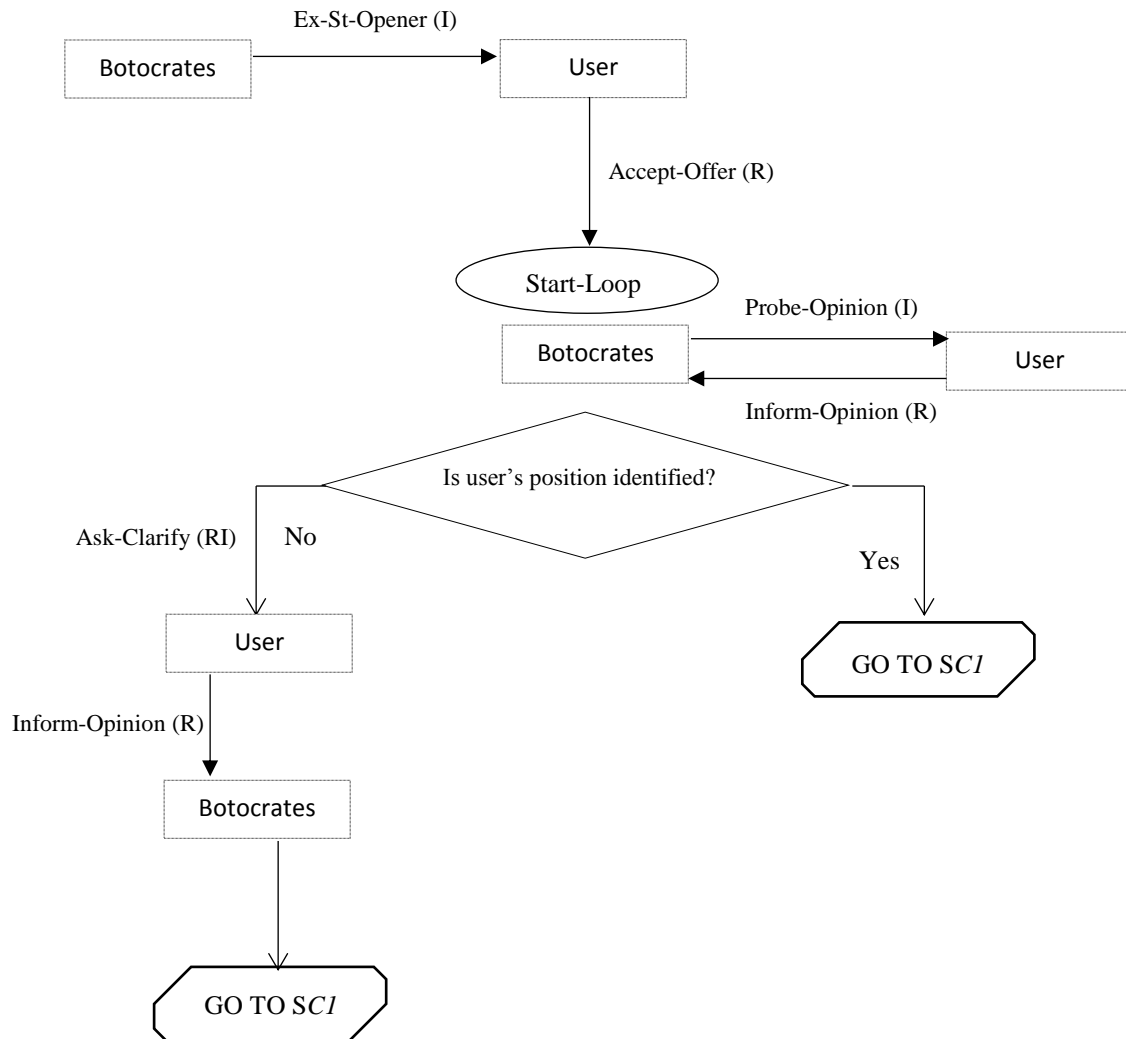 Ex-St-Opener (I)
Botocrates
User
Accept-Offer (R)
Start-Loop
Probe-Opinion (I)
Botocrates
User
Inform-Opinion (R)
Is user’s position identified?
Ask-Clarify (RI)
No
Yes
User
GO TO SC1
Inform-Opinion (R)
Botocrates
GO TO SC1